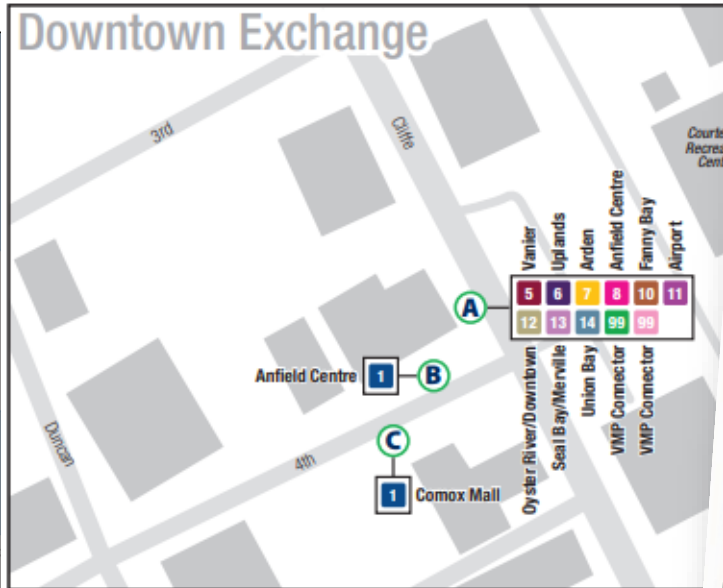 Downtown Exchange
3rd
Cliffe
Vanier
Uplands
Arden
Anfield Centre
Fanny Bay
Airport
A
5 6 7 8 10 11
12 13 14 99 99
Oyster River/Downtown
Seal Bay/Merville
Union Bay
VMP Connector
VMP Connector
Anfield Centre 1 B
C
1 Comox Mall
Duncan
4th